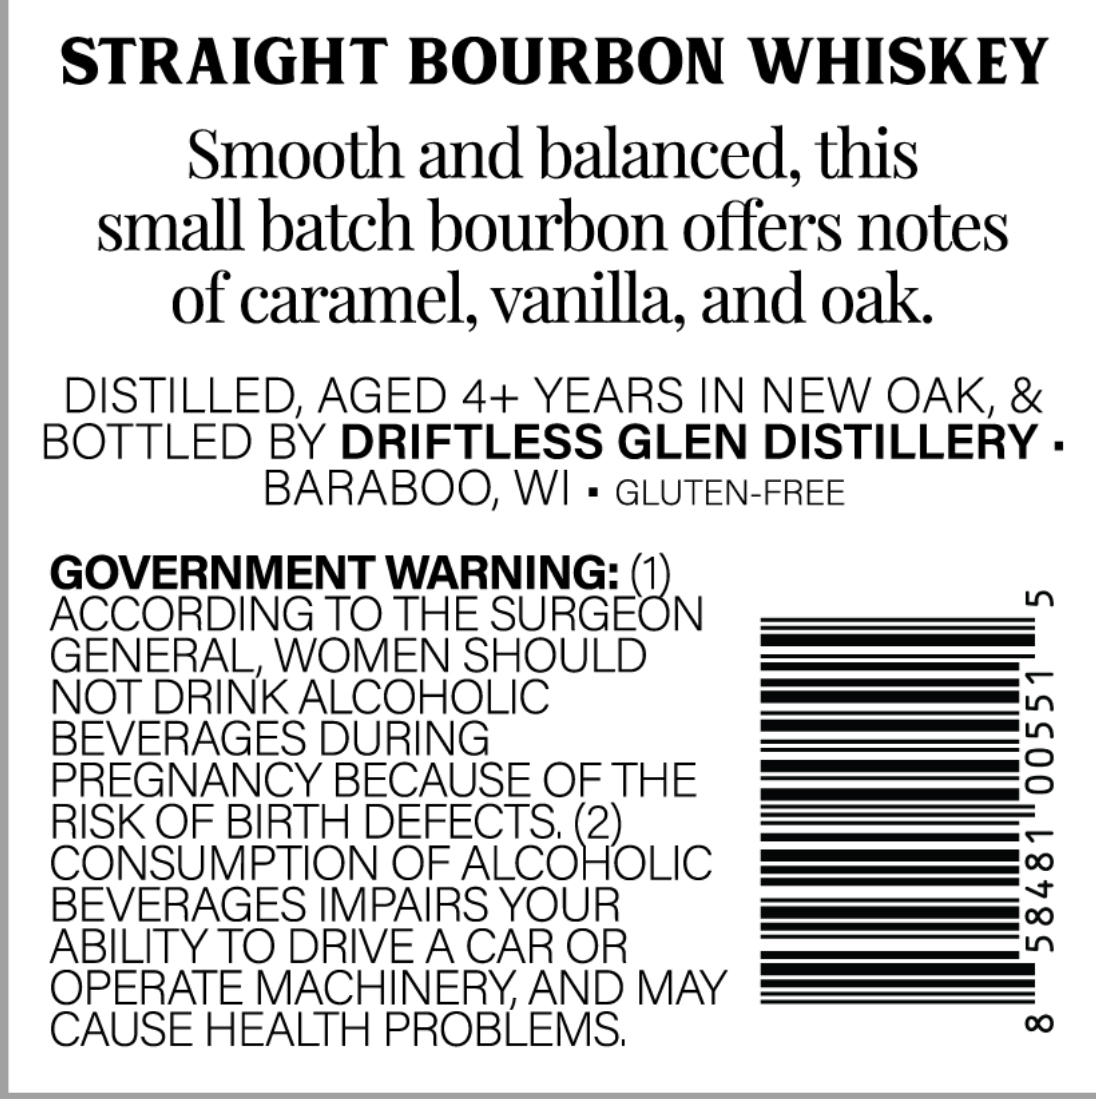 STRAIGHT BOURBON WHISKEY
Smooth and balanced, this
small batch bourbon offers notes
of caramel, vanilla, and oak.
DISTILLED, AGED 4+ YEARS IN NEW OAK, &
BOTTLED BY DRIFTLESS GLEN DISTILLERY ▪
BARABOO, WI ▪ GLUTEN-FREE
GOVERNMENT WARNING: (1)
ACCORDING TO THE SURGEON
GENERAL, WOMEN SHOULD
NOT DRINK ALCOHOLIC
BEVERAGES DURING
PREGNANCY BECAUSE OF THE
RISK OF BIRTH DEFECTS. (2)
CONSUMPTION OF ALCOHOLIC
BEVERAGES IMPAIRS YOUR
ABILITY TO DRIVE A CAR OR
OPERATE MACHINERY, AND MAY
CAUSE HEALTH PROBLEMS.
8 58481 00551 5